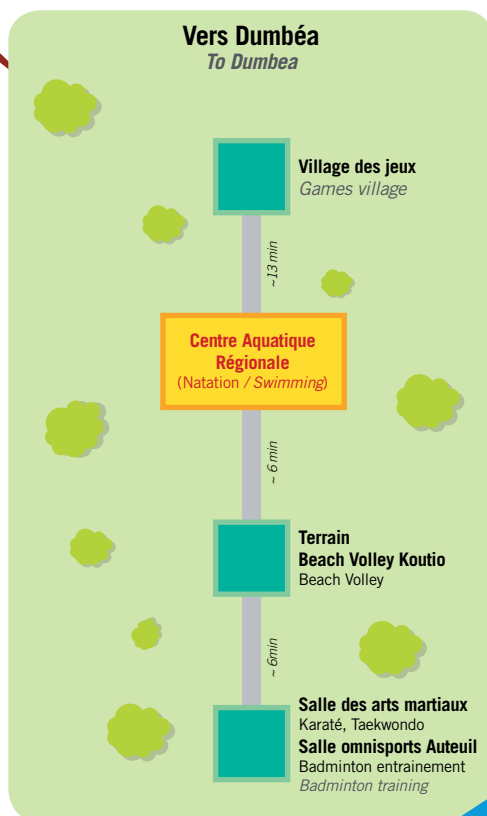 Vers Dumbéa
To Dumbea
Village des jeux
Games village
~13 min
Centre Aquatique
Régionale
(Natation / Swimming)
~ 6 min
Terrain
Beach Volley Koutio
Beach Volley
~ 6min
Salle des arts martiaux
Karaté, Taekwondo
Salle omnisports Auteuil
Badminton entrainement
Badminton training